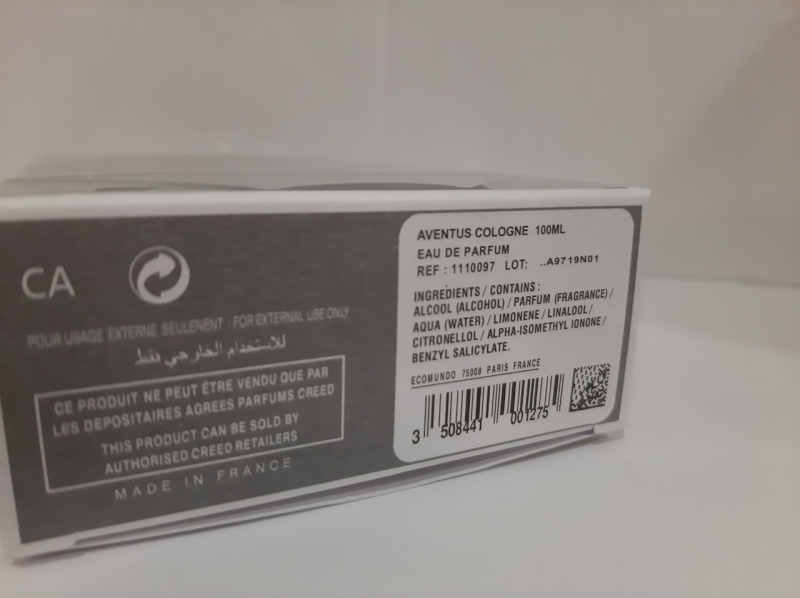 CA
POUR USAGE EXTERNE SEULENENT / FOR EXTERNAL USE ONLY
للاستخدام الخارجي فقط
CE PRODUIT NE PEUT ÊTRE VENDU QUE PAR
LES DEPOSITAIRES AGREES PARFUMS CREED
THIS PRODUCT CAN BE SOLD BY
AUTHORISED CREED RETAILERS
MADE IN FRANCE
AVENTUS COLOGNE 100ML
EAU DE PARFUM
REF : 1110097 LOT: ..A9719N01
INGREDIENTS / CONTAINS :
ALCOOL (ALCOHOL) / PARFUM (FRAGRANCE) /
AQUA (WATER) / LIMONENE / LINALOOL /
CITRONELLOL / ALPHA-ISOMETHYL IONONE /
BENZYL SALICYLATE.
ECOMUNDO 75008 PARIS FRANCE
3 508441 001275